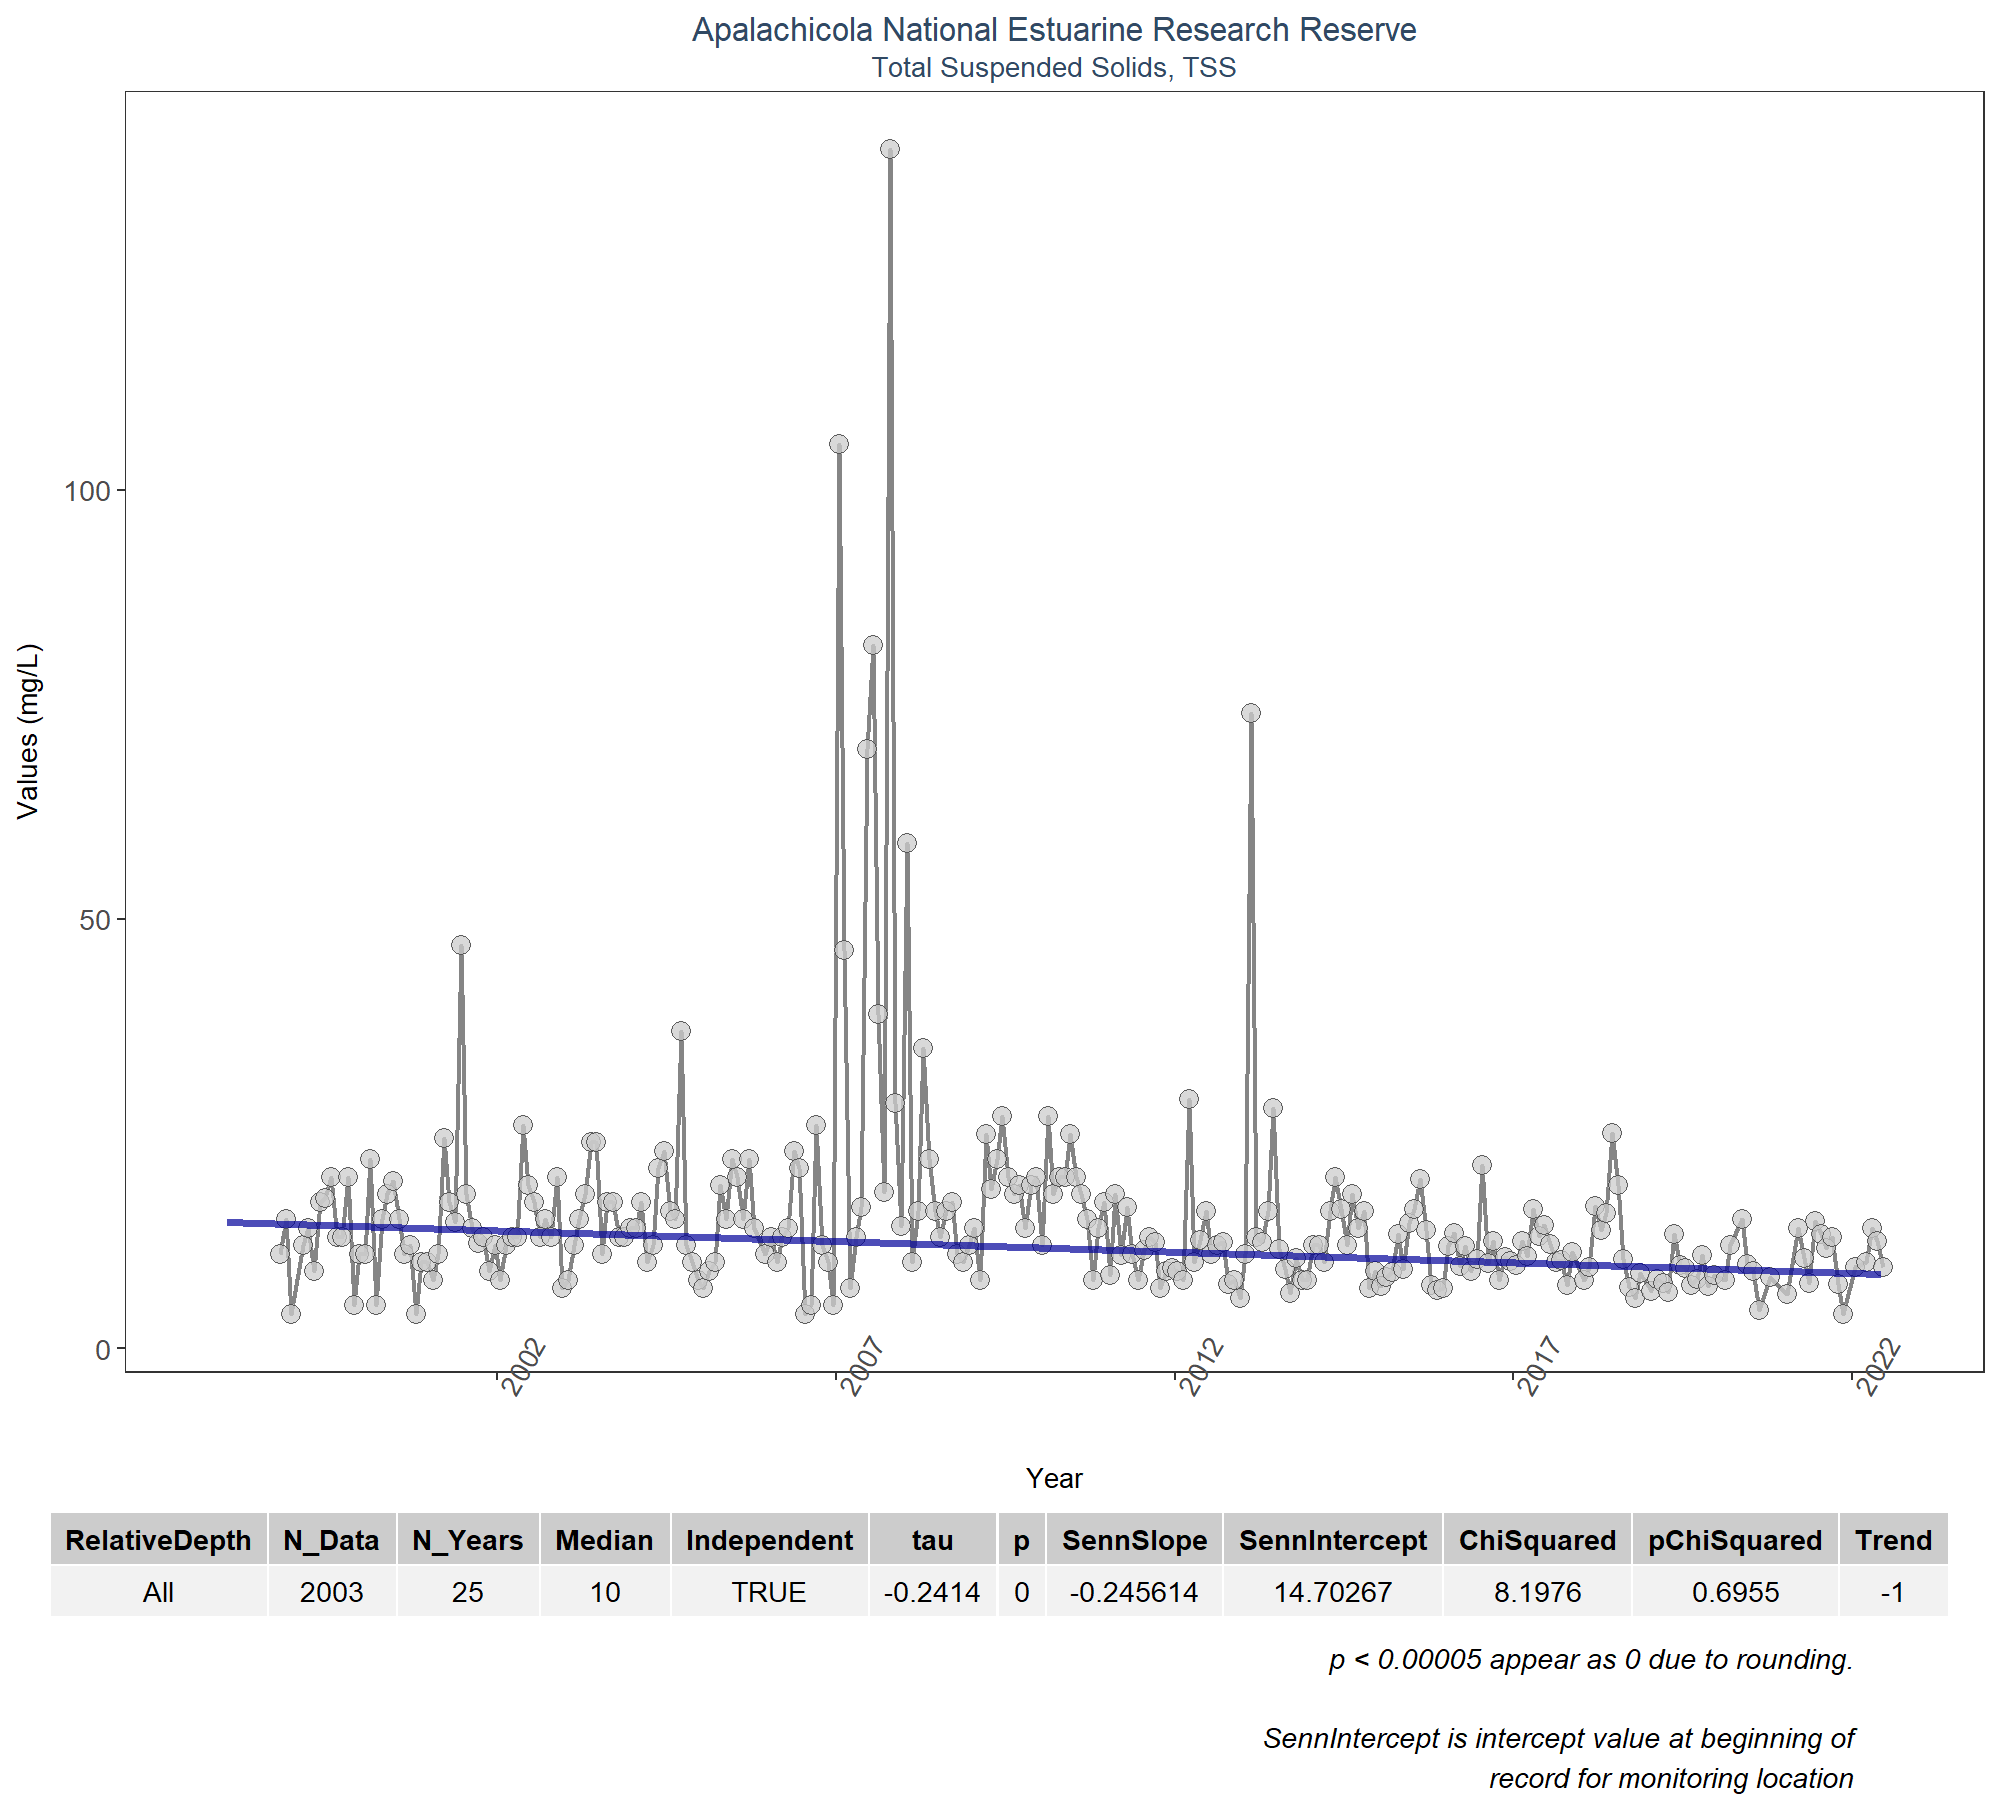 Apalachicola National Estuarine Research Reserve
Total Suspended Solids, TSS
Values (mg/L)
100
50
0
2002 2007 2012 2017 2022
Year
RelativeDepth N_Data N_Years Median Independent tau p SennSlope SennIntercept ChiSquared pChiSquared Trend
All 2003 25 10 TRUE -0.2414 0 -0.245614 14.70267 8.1976 0.6955 -1
p < 0.00005 appear as 0 due to rounding.
SennIntercept is intercept value at beginning of
record for monitoring location